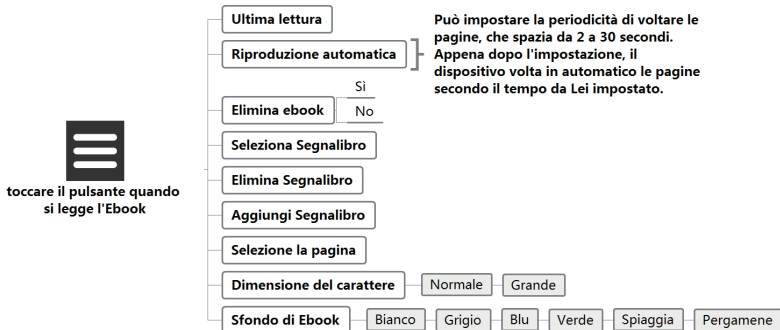 Ultima lettura
Riproduzione automatica
Può impostare la periodicità di voltare le
pagine, che spazia da 2 a 30 secondi.
Appena dopo l'impostazione, il
dispositivo volta in automatico le pagine
secondo il tempo da Lei impostato.
Elimina ebook
Sì
No
Seleziona Segnalibro
toccare il pulsante quando
si legge l'Ebook
Elimina Segnalibro
Aggiungi Segnalibro
Selezione la pagina
Dimensione del carattere Normale Grande
Sfondo di Ebook Bianco Grigio Blu Verde Spiaggia Pergamene